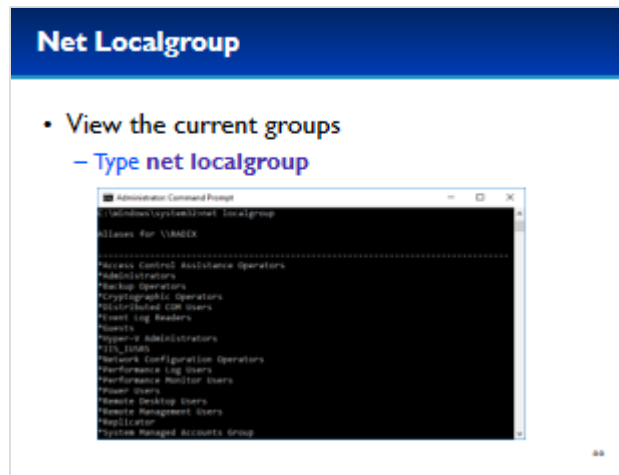 Net Localgroup
• View the current groups
– Type net localgroup
Administrator Command Prompt
C:\Windows\system32>net localgroup
Aliases for \\RADIX
-------------------------------------------------------------------------------
*Access Control Assistance Operators
*Administrators
*Backup Operators
*Cryptographic Operators
*Distributed COM Users
*Event Log Readers
*Guests
*Hyper-V Administrators
*IIS_IUSRS
*Network Configuration Operators
*Performance Log Users
*Performance Monitor Users
*Power Users
*Remote Desktop Users
*Remote Management Users
*Replicator
*System Managed Accounts Group